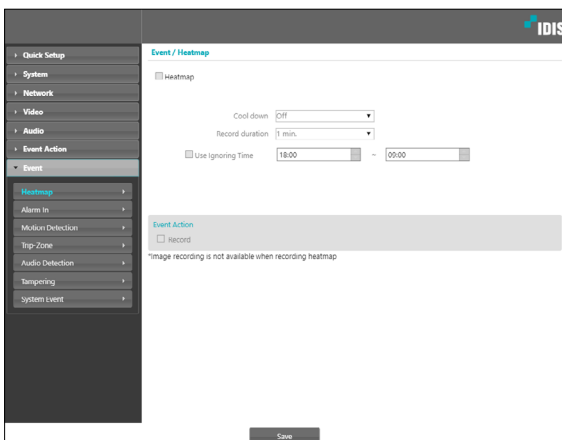 IDIS
Quick Setup
System
Network
Video
Audio
Event Action
Event
Heatmap
Alarm In
Motion Detection
Trip-Zone
Audio Detection
Tampering
System Event
Event / Heatmap
Heatmap
Cool down Off
Record duration 1 min.
Use Ignoring Time 18:00 ~ 09:00
Event Action
Record
*Image recording is not available when recording heatmap
Save